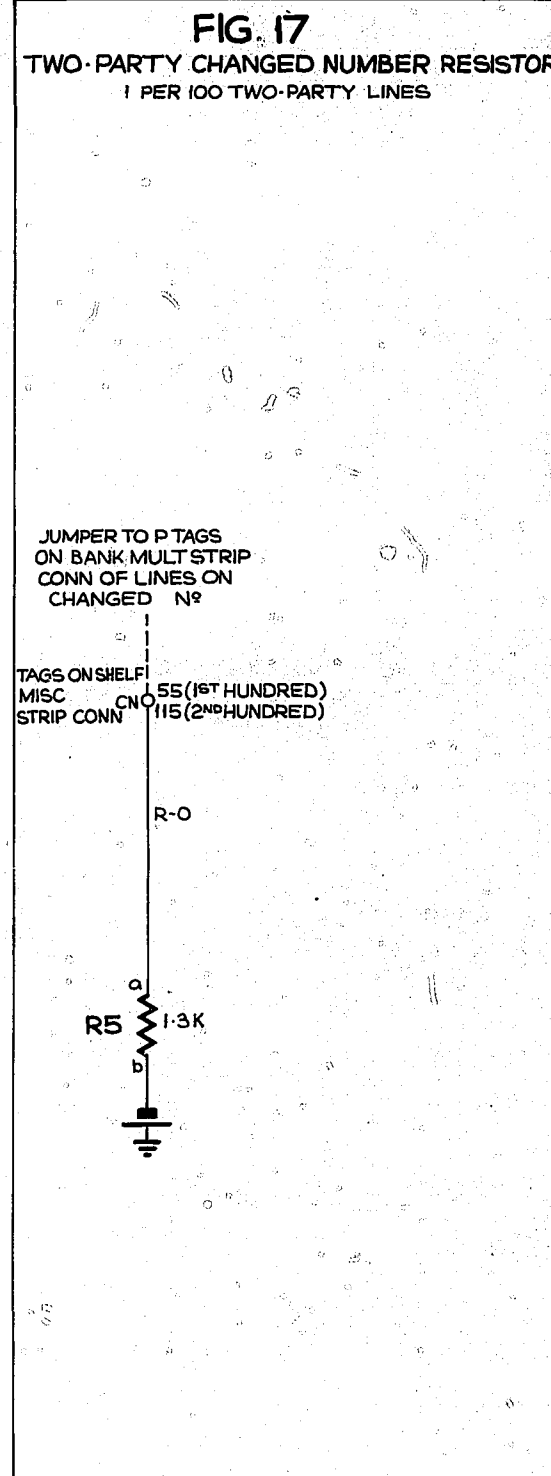 FIG. 17
TWO-PARTY CHANGED NUMBER RESISTOR
1 PER 100 TWO-PARTY LINES
JUMPER TO P TAGS
ON BANK MULT STRIP
CONN OF LINES ON
CHANGED Nº
TAGS ON SHELF
MISC
STRIP CONN
CN
55 (1ST HUNDRED)
115 (2ND HUNDRED)
R-O
a
R5
1·3K
b